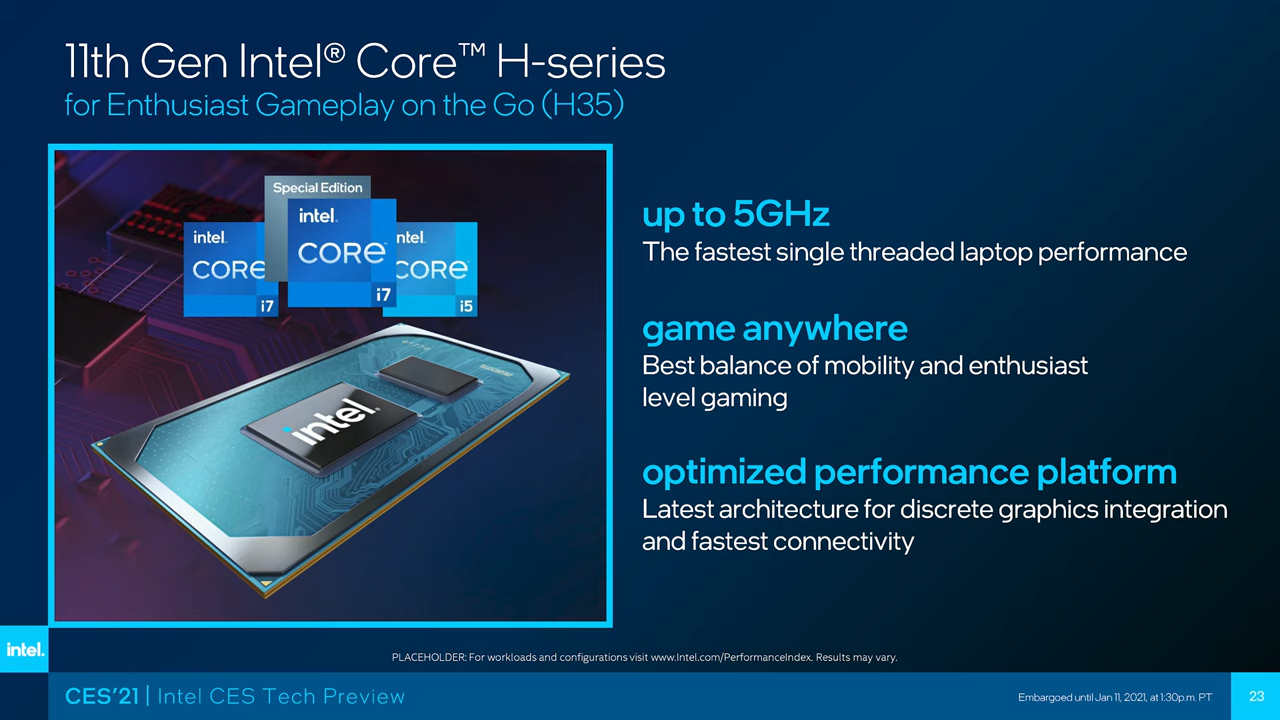 11th Gen Intel® Core™ H-series
for Enthusiast Gameplay on the Go (H35)
Special Edition
intel.
CORE™
i7
intel.
CORE
i7
ntel.
CORE™
i5
intel.
up to 5GHz
The fastest single threaded laptop performance
game anywhere
Best balance of mobility and enthusiast
level gaming
optimized performance platform
Latest architecture for discrete graphics integration
and fastest connectivity
intel.
PLACEHOLDER: For workloads and configurations visit www.Intel.com/PerformanceIndex. Results may vary.
CES'21 | Intel CES Tech Preview
Embargoed until Jan 11, 2021, at 1:30p.m. PT
23